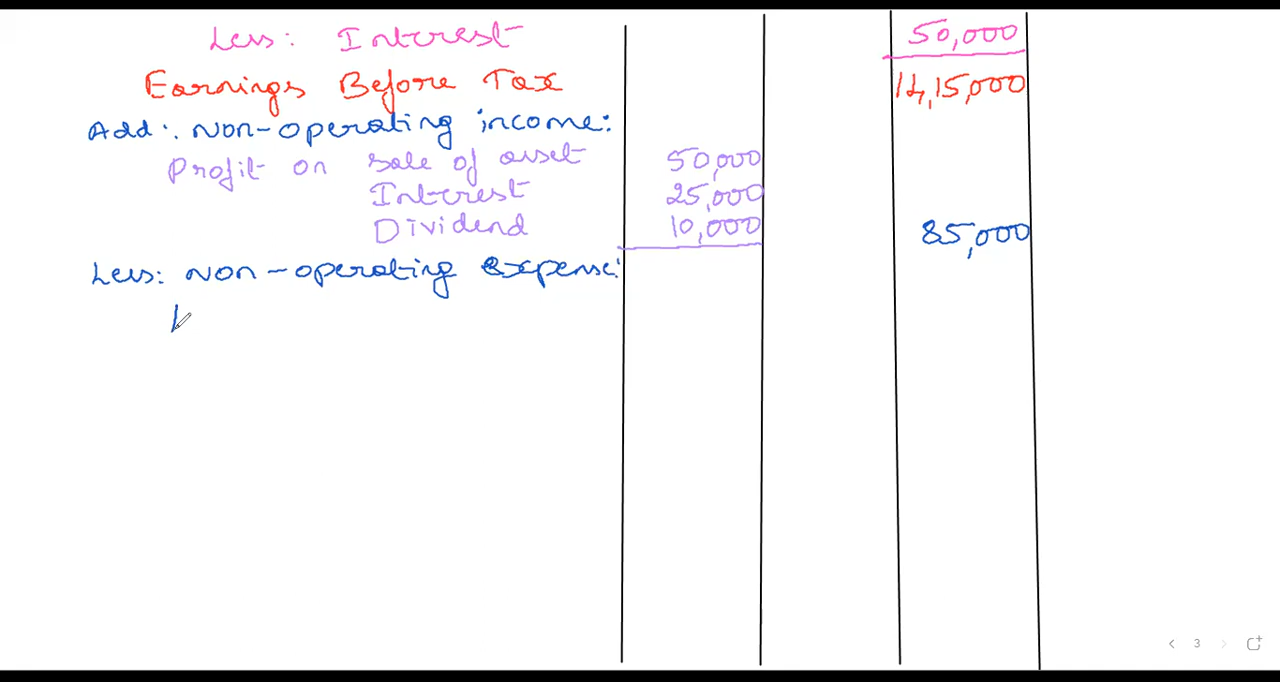 Less: Interest 50,000
Earnings Before Tax 14,15,000
Add: Non-operating income:
Profit on sale of asset 50,000
Interest 25,000
Dividend 10,000 85,000
Less: Non-operating expense:
3